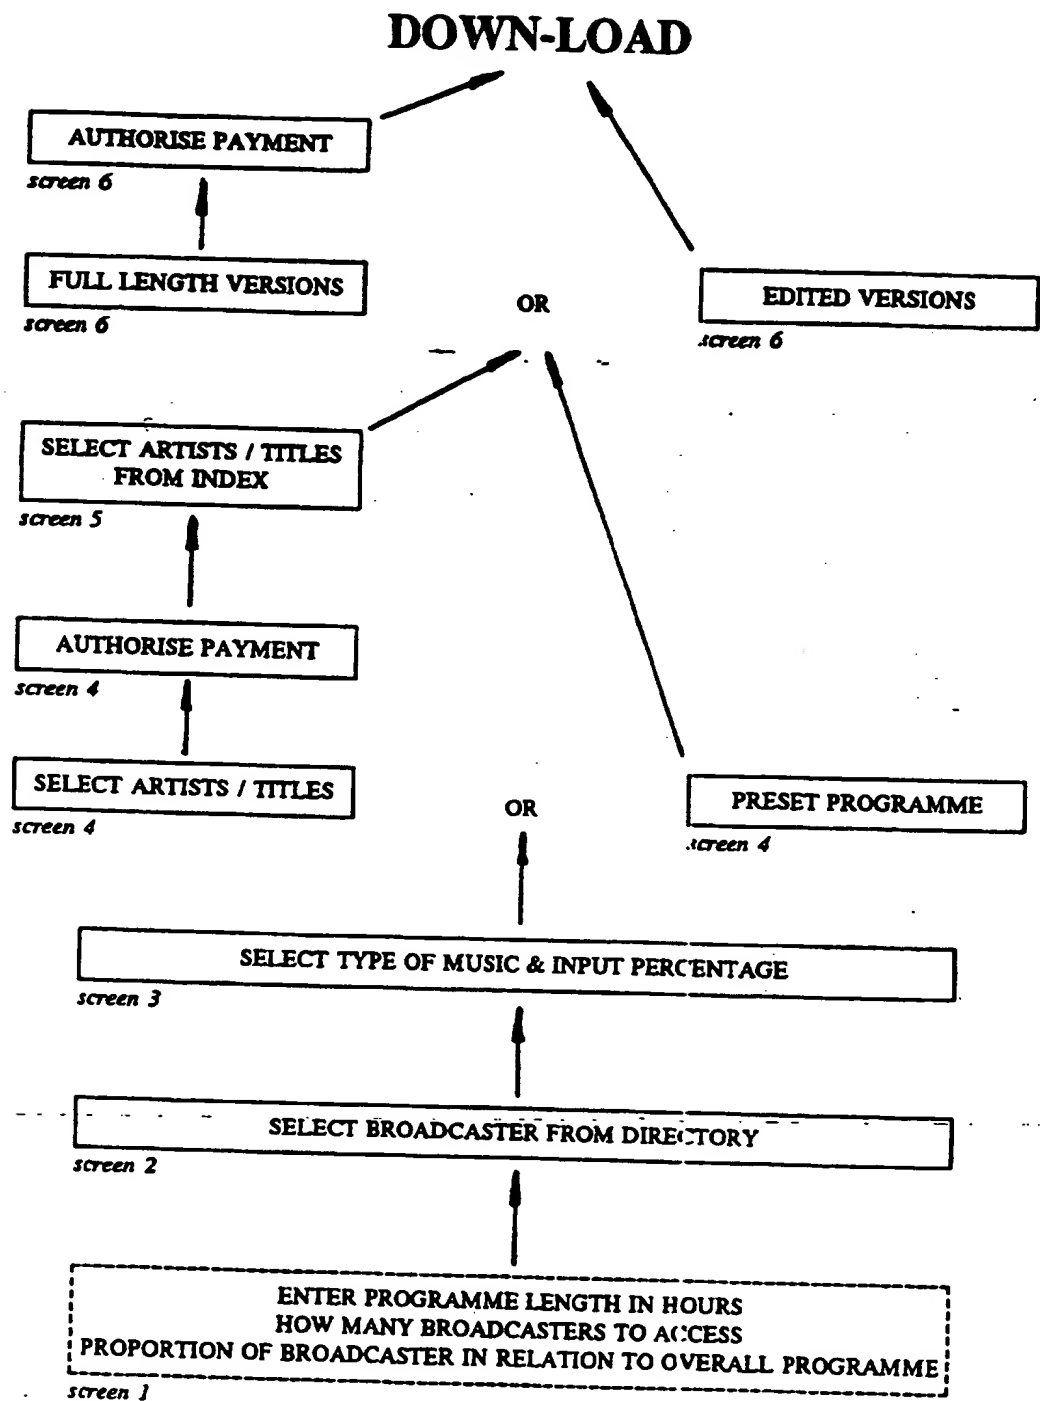 DOWN-LOAD
AUTHORISE PAYMENT
screen 6
FULL LENGTH VERSIONS
screen 6
OR
EDITED VERSIONS
screen 6
SELECT ARTISTS / TITLES
FROM INDEX
screen 5
AUTHORISE PAYMENT
screen 4
SELECT ARTISTS / TITLES
screen 4
OR
PRESET PROGRAMME
screen 4
SELECT TYPE OF MUSIC & INPUT PERCENTAGE
screen 3
SELECT BROADCASTER FROM DIRECTORY
screen 2
ENTER PROGRAMME LENGTH IN HOURS
HOW MANY BROADCASTERS TO ACCESS
PROPORTION OF BROADCASTER IN RELATION TO OVERALL PROGRAMME
screen 1